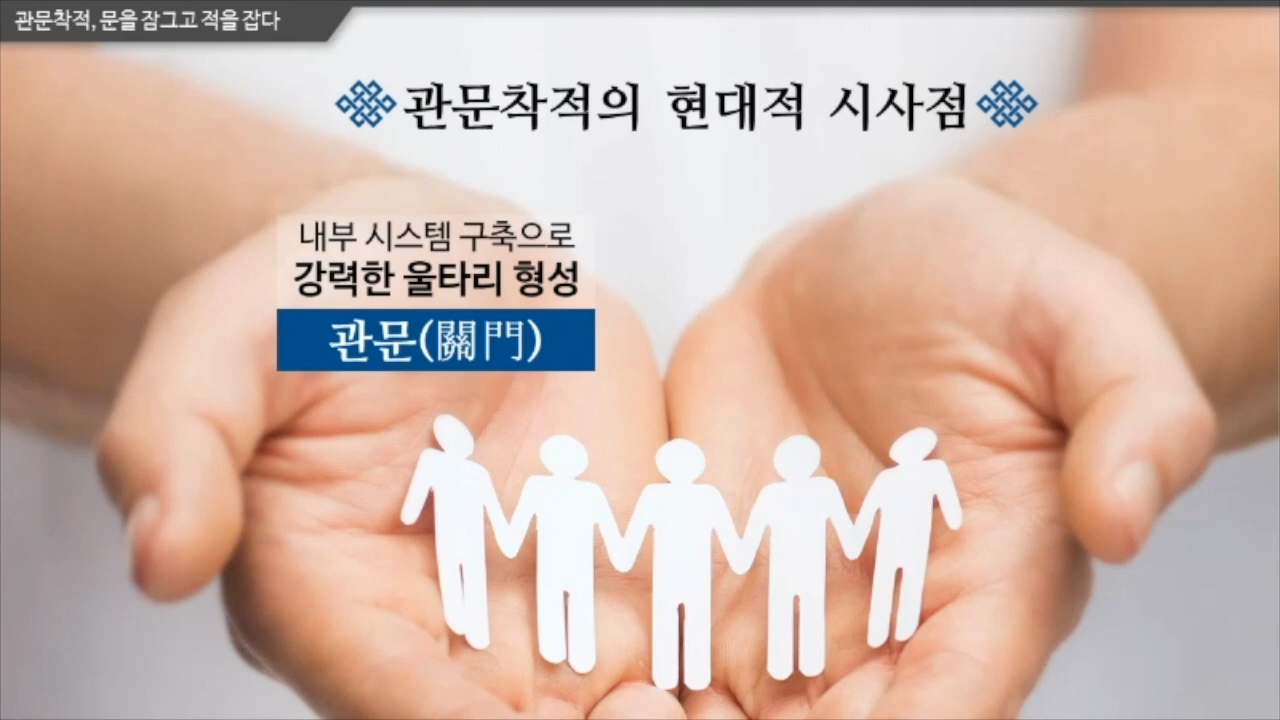 관문착적, 문을 잠그고 적을 잡다
관문착적의 현대적 시사점
내부 시스템 구축으로
강력한 울타리 형성
관문(關門)